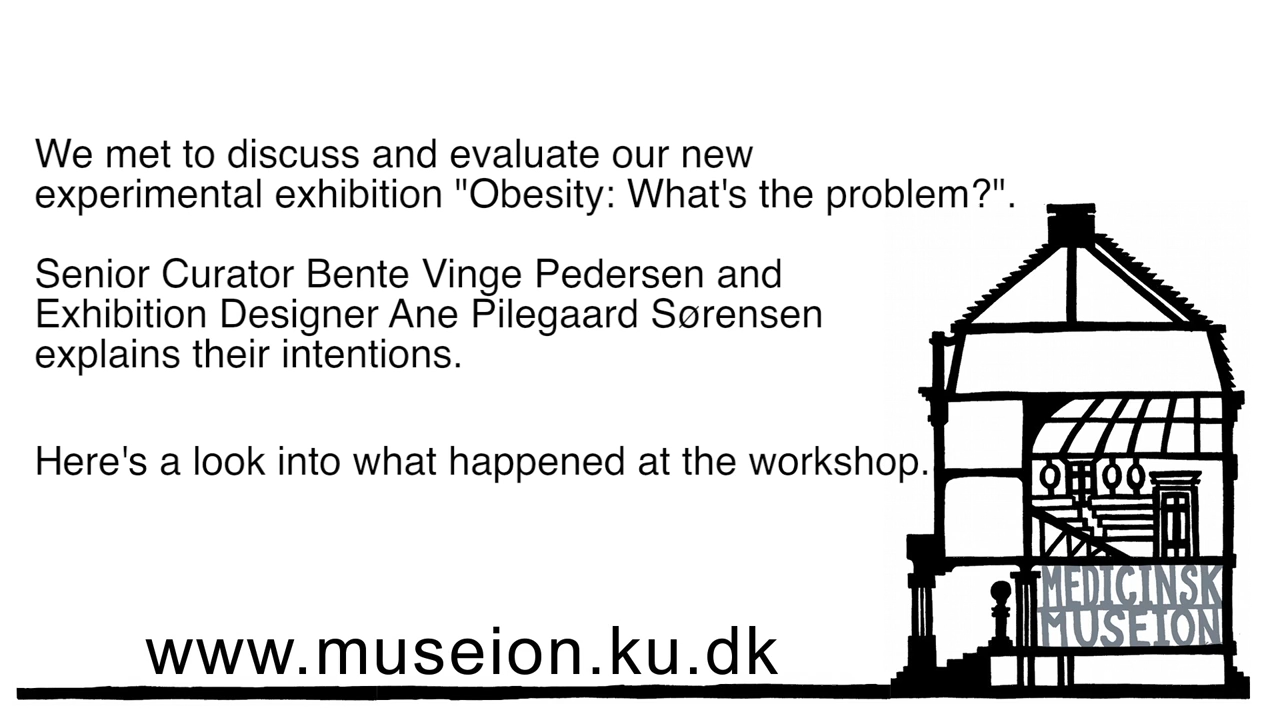 We met to discuss and evaluate our new
experimental exhibition "Obesity: What's the problem?".
Senior Curator Bente Vinge Pedersen and
Exhibition Designer Ane Pilegaard Sørensen
explains their intentions.
Here's a look into what happened at the workshop.
MEDICINSK
MUSEION
www.museion.ku.dk